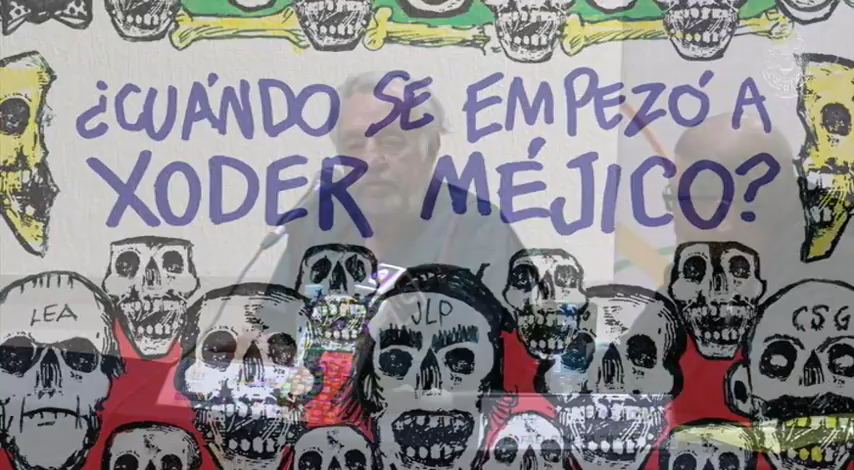 ¿CUÁNDO SE EMPEZÓ A
XODER MÉJICO?
LEA
JLP
CSG